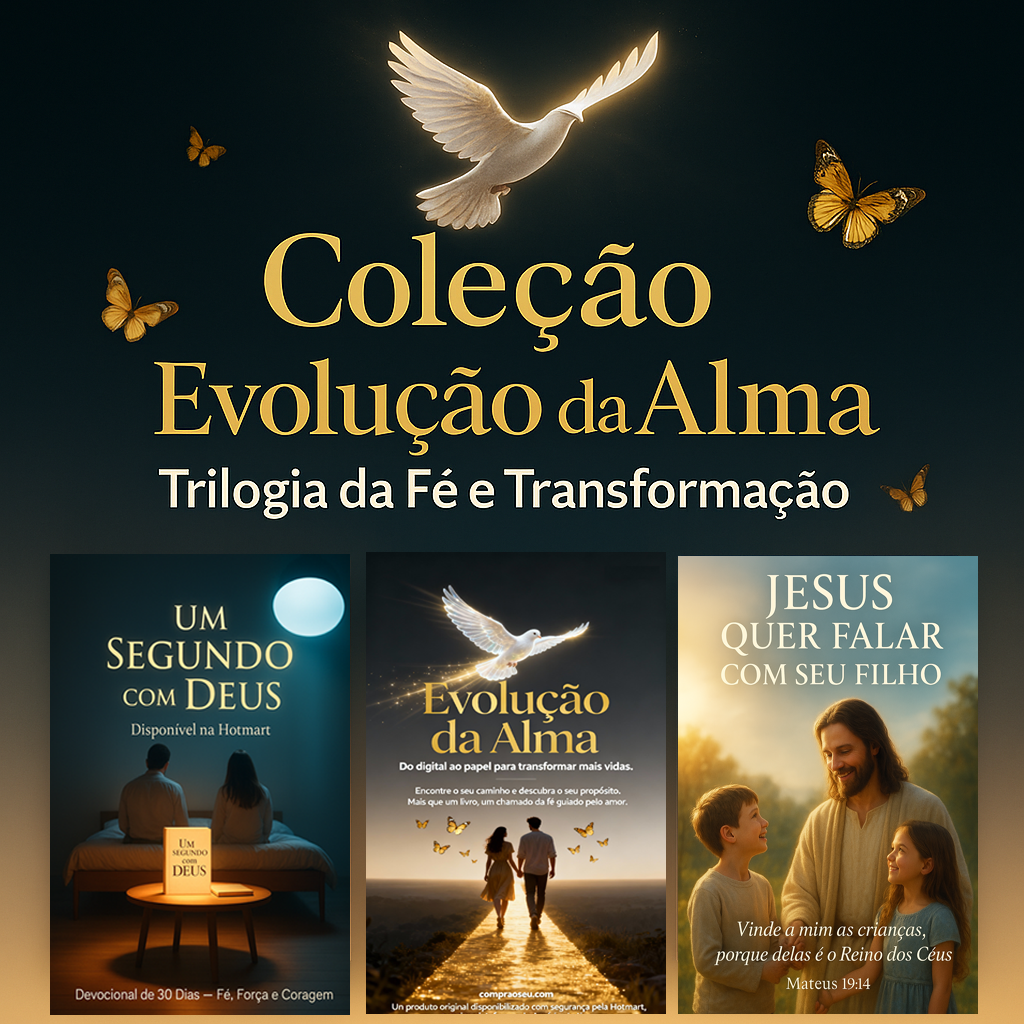 Coleção
Evolução da Alma
Trilogia da Fé e Transformação
UM
SEGUNDO
COM DEUS
Disponível na Hotmart
UM
SEGUNDO
COM
DEUS
Devocional de 30 Dias – Fé, Força e Coragem
Evolução
da Alma
Do digital ao papel para transformar mais vidas.
Encontre o seu caminho e descubra o seu propósito.
Mais que um livro, um chamado da fé guiado pelo amor.
compraoseu.com
Un produto original disponibilizado com segurança pela Hotmart,
JESUS
QUER FALAR
COM SEU FILHO
Vinde a mim as crianças,
porque delas é o Reino dos Céus
Mateus 19:14